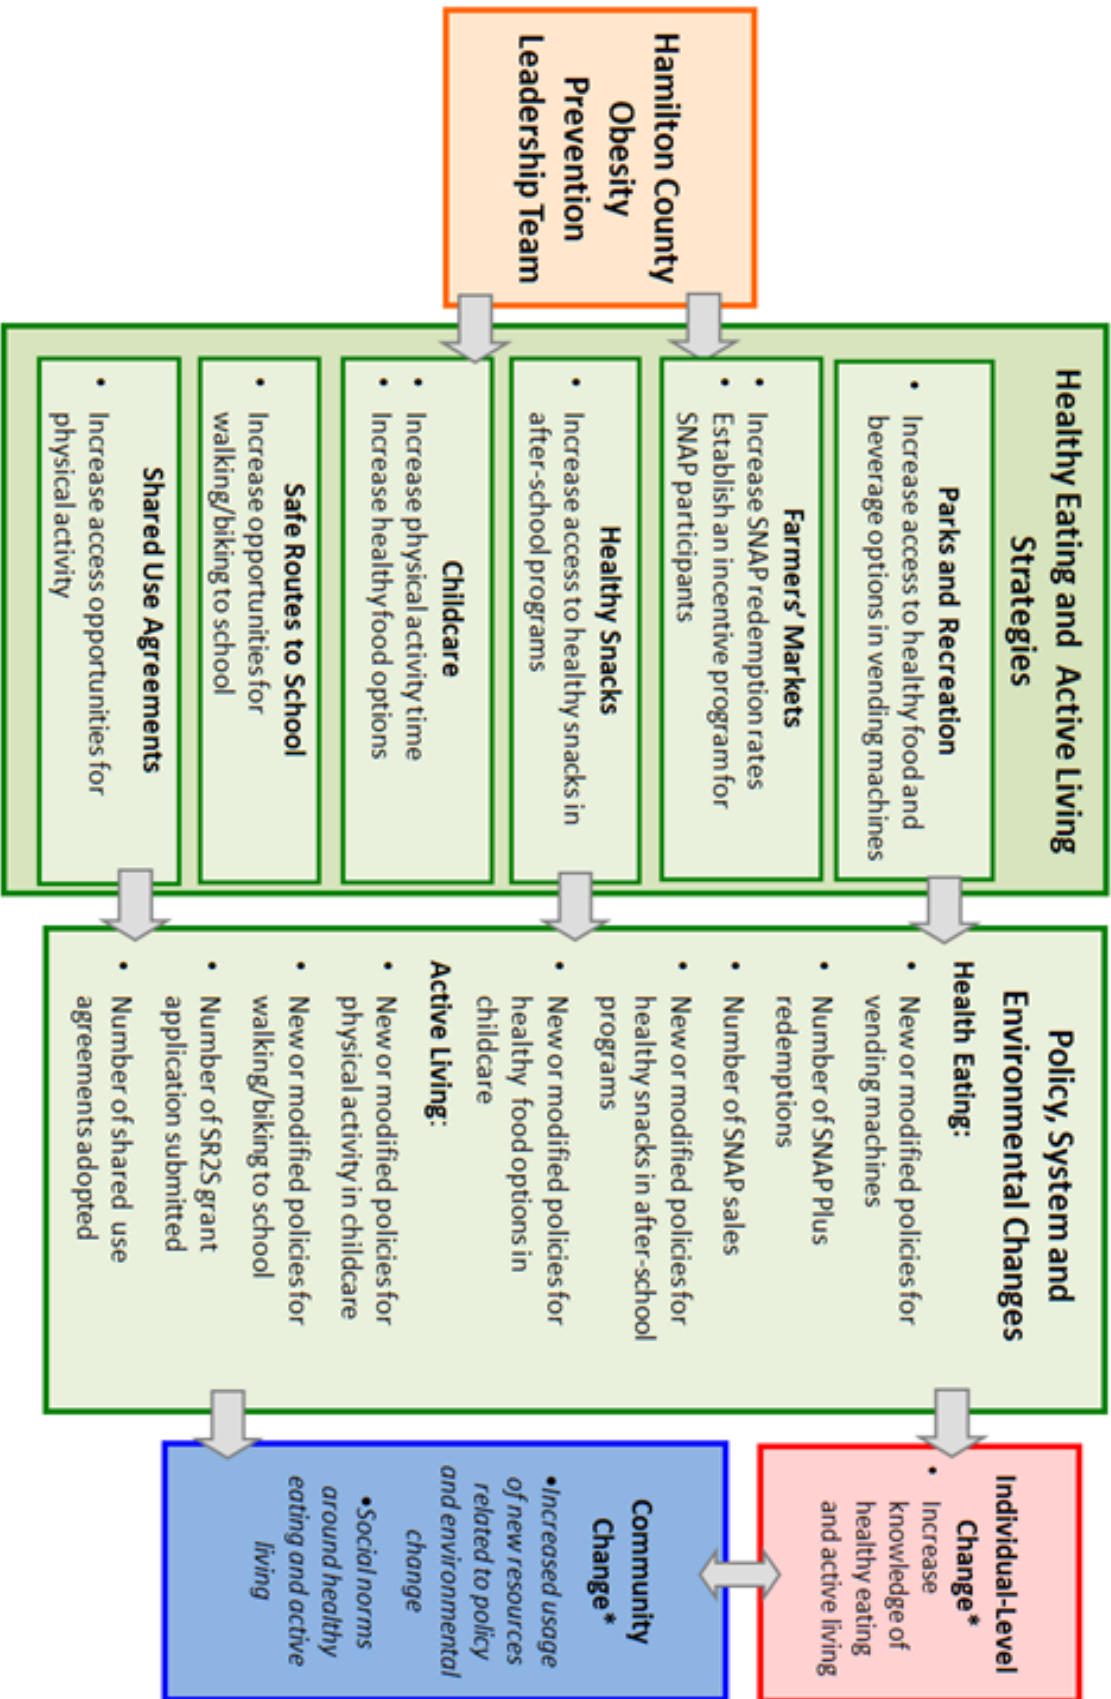 Hamilton County
Obesity
Prevention
Leadership Team
Healthy Eating and Active Living
Strategies
Parks and Recreation
• Increase access to healthy food and
beverage options in vending machines
Farmers’ Markets
• Increase SNAP redemption rates
• Establish an incentive program for
SNAP participants
Healthy Snacks
• Increase access to healthy snacks in
after-school programs
Childcare
• Increase physical activity time
• Increase healthy food options
Safe Routes to School
• Increase opportunities for
walking/biking to school
Shared Use Agreements
• Increase access opportunities for
physical activity
Policy, System and
Environmental Changes
Health Eating:
• New or modified policies for
vending machines
• Number of SNAP Plus
redemptions
• Number of SNAP sales
• New or modified policies for
healthy snacks in after-school
programs
• New or modified policies for
healthy food options in
childcare
Active Living:
• New or modified policies for
physical activity in childcare
• New or modified policies for
walking/biking to school
• Number of SR2S grant
application submitted
• Number of shared use
agreements adopted
Individual-Level
Change*
• Increase
knowledge of
healthy eating
and active living
Community
Change*
•Increased usage
of new resources
related to policy
and environmental
change
•Social norms
around healthy
eating and active
living